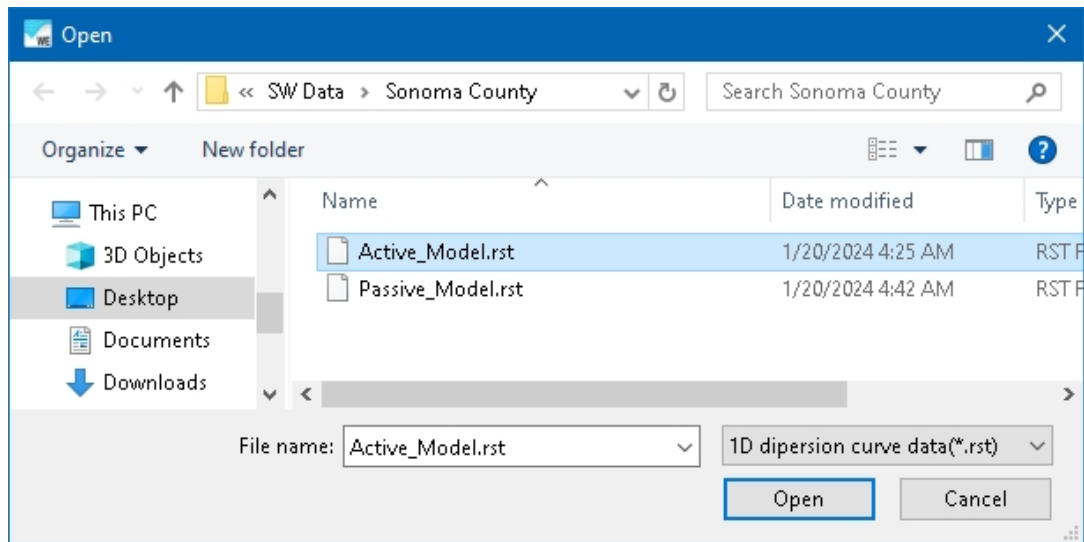 WE Open
« SW Data › Sonoma County
Search Sonoma County
Organize
New folder
?
This PC
3D Objects
Desktop
Documents
Downloads
Name Date modified Type
Active_Model.rst 1/20/2024 4:25 AM RST F
Passive_Model.rst 1/20/2024 4:42 AM RST F
File name: Active_Model.rst 1D dipersion curve data(*.rst)
Open Cancel